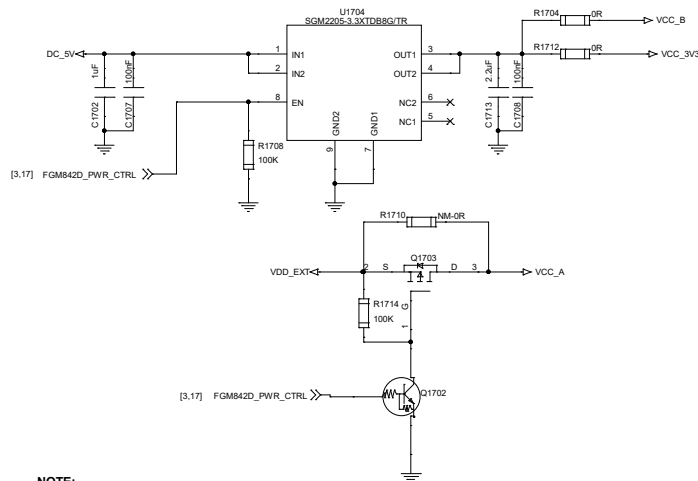 U1704
SGM2205-3.3XTDB8G/TR
R1704 0R
VCC_B
DC_5V
1 IN1
OUT1 3
R1712 0R
VCC_3V3
2 IN2
OUT2 4
1uF
100nF
2.2uF
100nF
8 EN
NC2 6
NC1 5
C1702
C1707
C1713
C1708
GND2
GND1
9
7
R1708
100K
[3,17] FGM842D_PWR_CTRL
R1710 NM-0R
Q1703
VDD_EXT
2 S
D 3
VCC_A
R1714
100K
G
1
[3,17] FGM842D_PWR_CTRL
Q1702
NOTE: